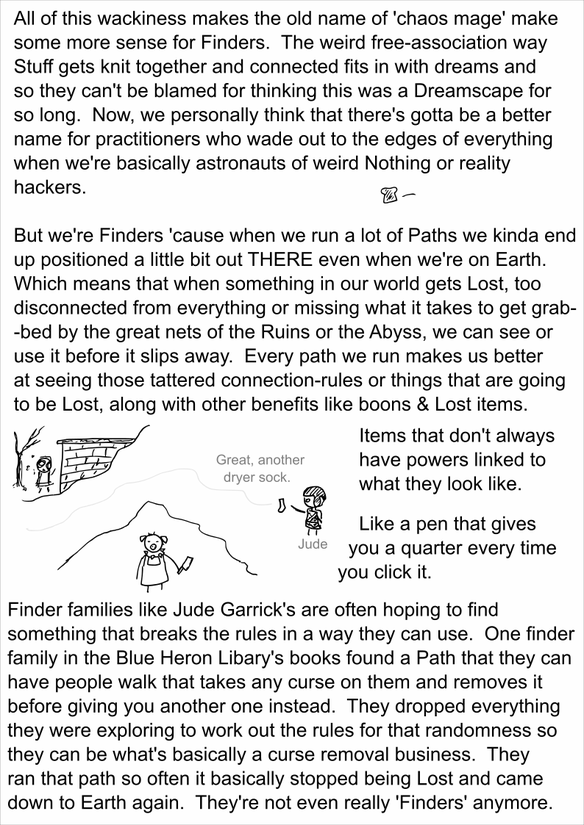 All of this wackiness makes the old name of 'chaos mage' make
some more sense for Finders.  The weird free-association way
Stuff gets knit together and connected fits in with dreams and
so they can't be blamed for thinking this was a Dreamscape for
so long.  Now, we personally think that there's gotta be a better
name for practitioners who wade out to the edges of everything
when we're basically astronauts of weird Nothing or reality
hackers.
But we're Finders 'cause when we run a lot of Paths we kinda end
up positioned a little bit out THERE even when we're on Earth.
Which means that when something in our world gets Lost, too
disconnected from everything or missing what it takes to get grab-
-bed by the great nets of the Ruins or the Abyss, we can see or
use it before it slips away.  Every path we run makes us better
at seeing those tattered connection-rules or things that are going
to be Lost, along with other benefits like boons & Lost items.
Great, another
dryer sock.
Jude
Items that don't always
have powers linked to
what they look like.
Like a pen that gives
you a quarter every time
you click it.
Finder families like Jude Garrick's are often hoping to find
something that breaks the rules in a way they can use.  One finder
family in the Blue Heron Libary's books found a Path that they can
have people walk that takes any curse on them and removes it
before giving you another one instead.  They dropped everything
they were exploring to work out the rules for that randomness so
they can be what's basically a curse removal business.  They
ran that path so often it basically stopped being Lost and came
down to Earth again.  They're not even really 'Finders' anymore.